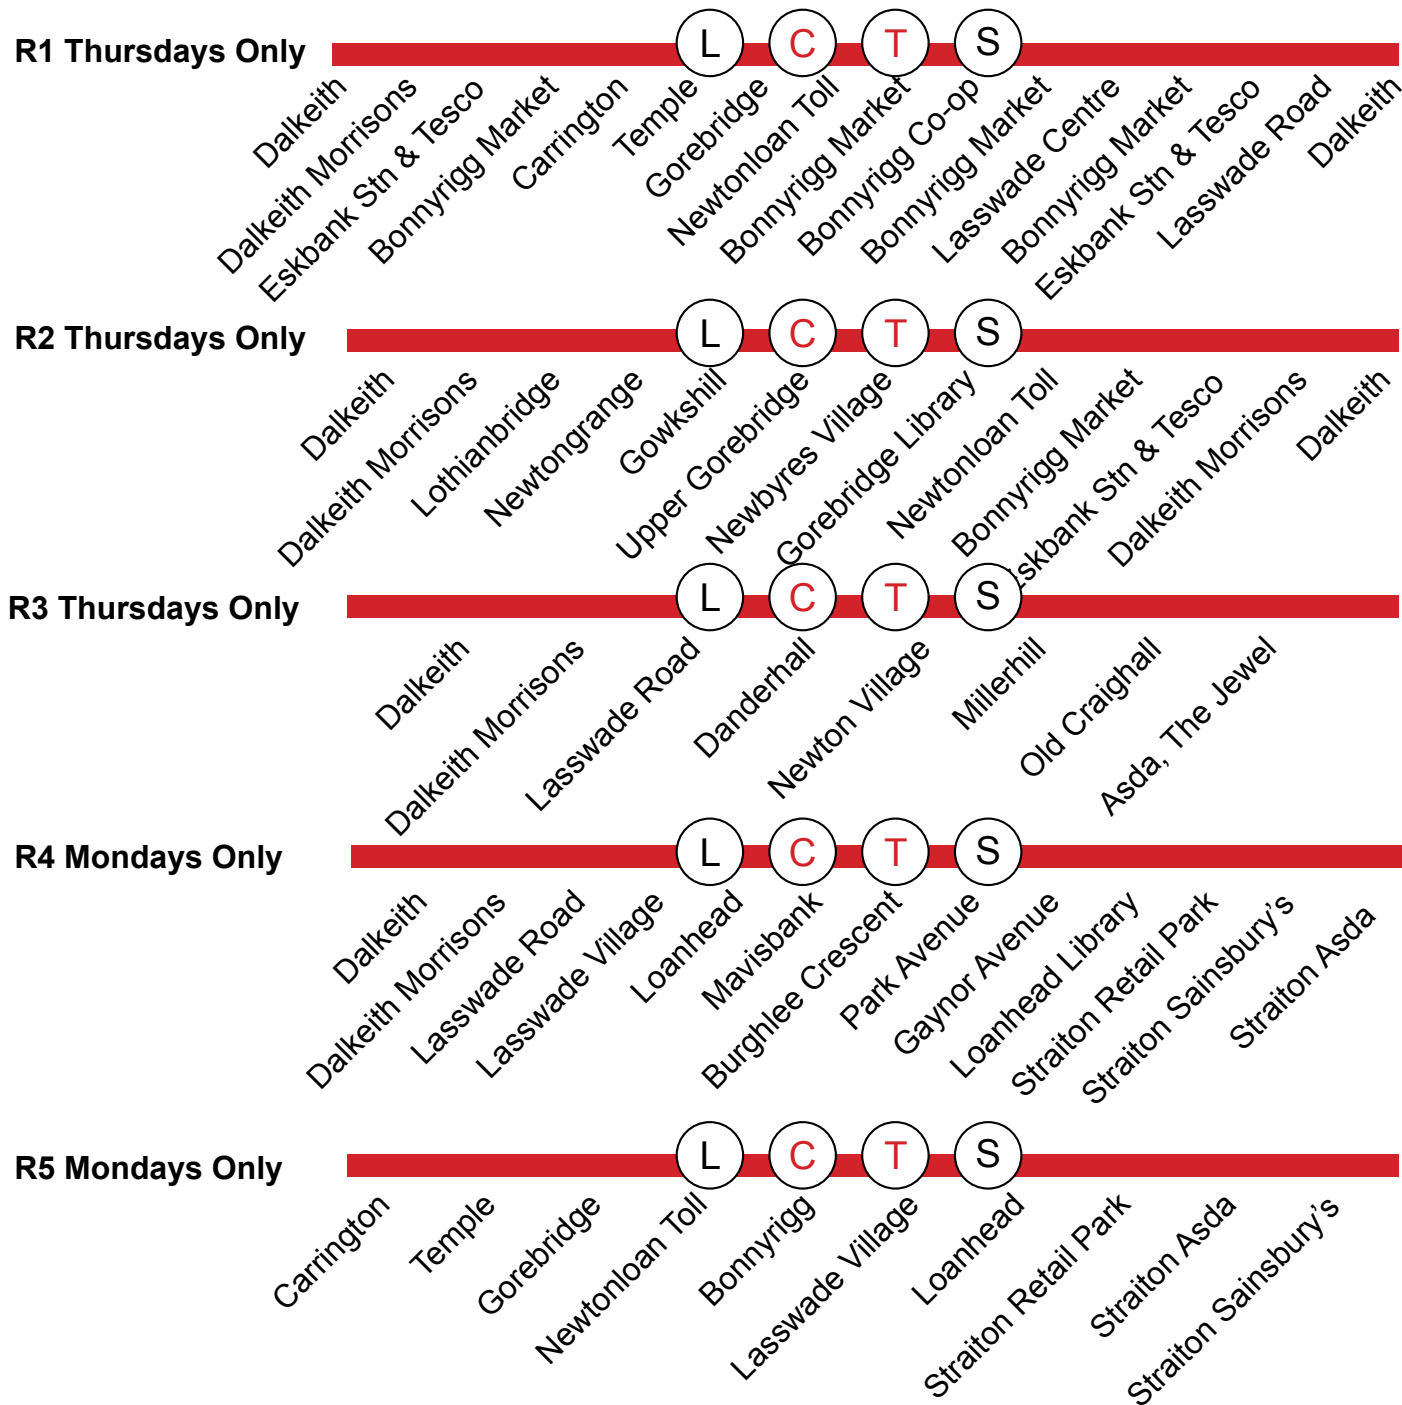 R1 Thursdays Only
L C T S
Dalkeith
Dalkeith Morrisons
Eskbank Stn & Tesco
Bonnyrigg Market
Carrington
Temple
Gorebridge
Newtonloan Toll
Bonnyrigg Market
Bonnyrigg Co-op
Bonnyrigg Market
Lasswade Centre
Bonnyrigg Market
Eskbank Stn & Tesco
Lasswade Road
Dalkeith
R2 Thursdays Only
L C T S
Dalkeith
Dalkeith Morrisons
Lothianbridge
Newtongrange
Gowkshill
Upper Gorebridge
Newbyres Village
Gorebridge Library
Newtonloan Toll
Bonnyrigg Market
Eskbank Stn & Tesco
Dalkeith Morrisons
Dalkeith
R3 Thursdays Only
L C T S
Dalkeith
Dalkeith Morrisons
Lasswade Road
Danderhall
Newton Village
Millerhill
Old Craighall
Asda, The Jewel
R4 Mondays Only
L C T S
Dalkeith
Dalkeith Morrisons
Lasswade Road
Lasswade Village
Loanhead
Mavisbank
Burghlee Crescent
Park Avenue
Gaynor Avenue
Loanhead Library
Straiton Retail Park
Straiton Sainsbury’s
Straiton Asda
R5 Mondays Only
L C T S
Carrington
Temple
Gorebridge
Newtonloan Toll
Bonnyrigg
Lasswade Village
Loanhead
Straiton Retail Park
Straiton Asda
Straiton Sainsbury’s